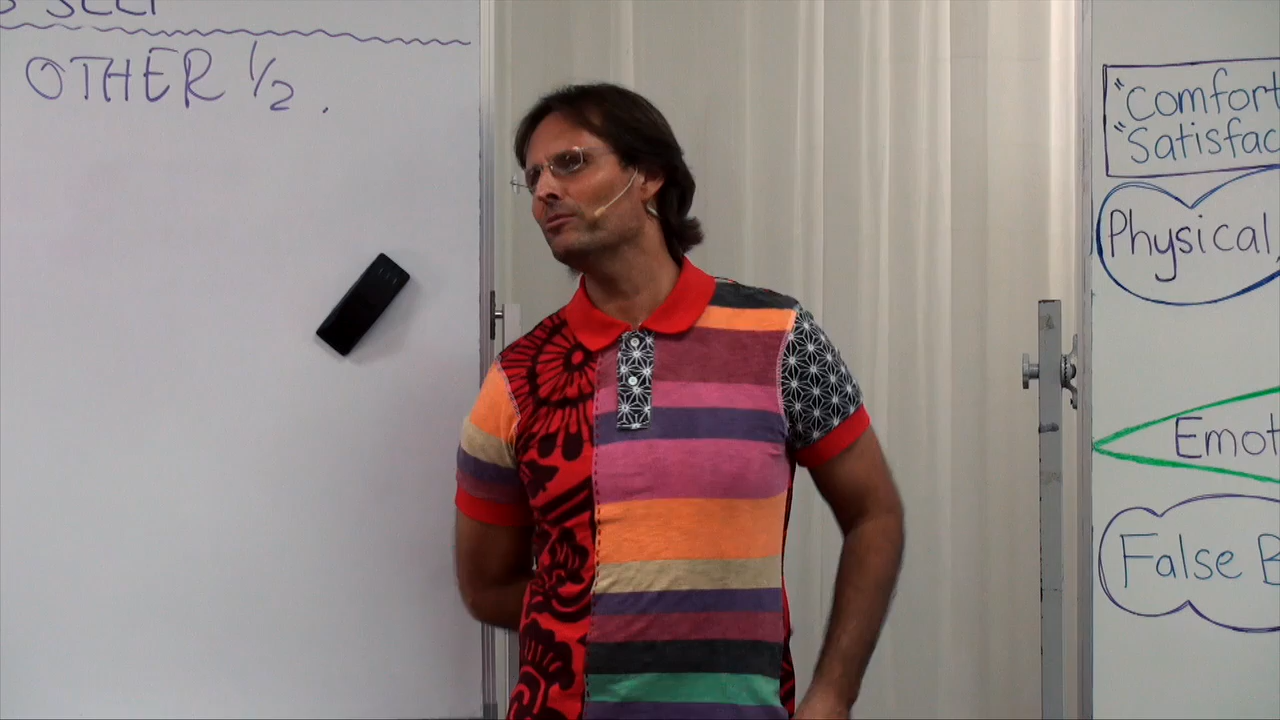 OTHER 1/2 .
"Comfort
"Satisfac
Physical,
Emot
False B